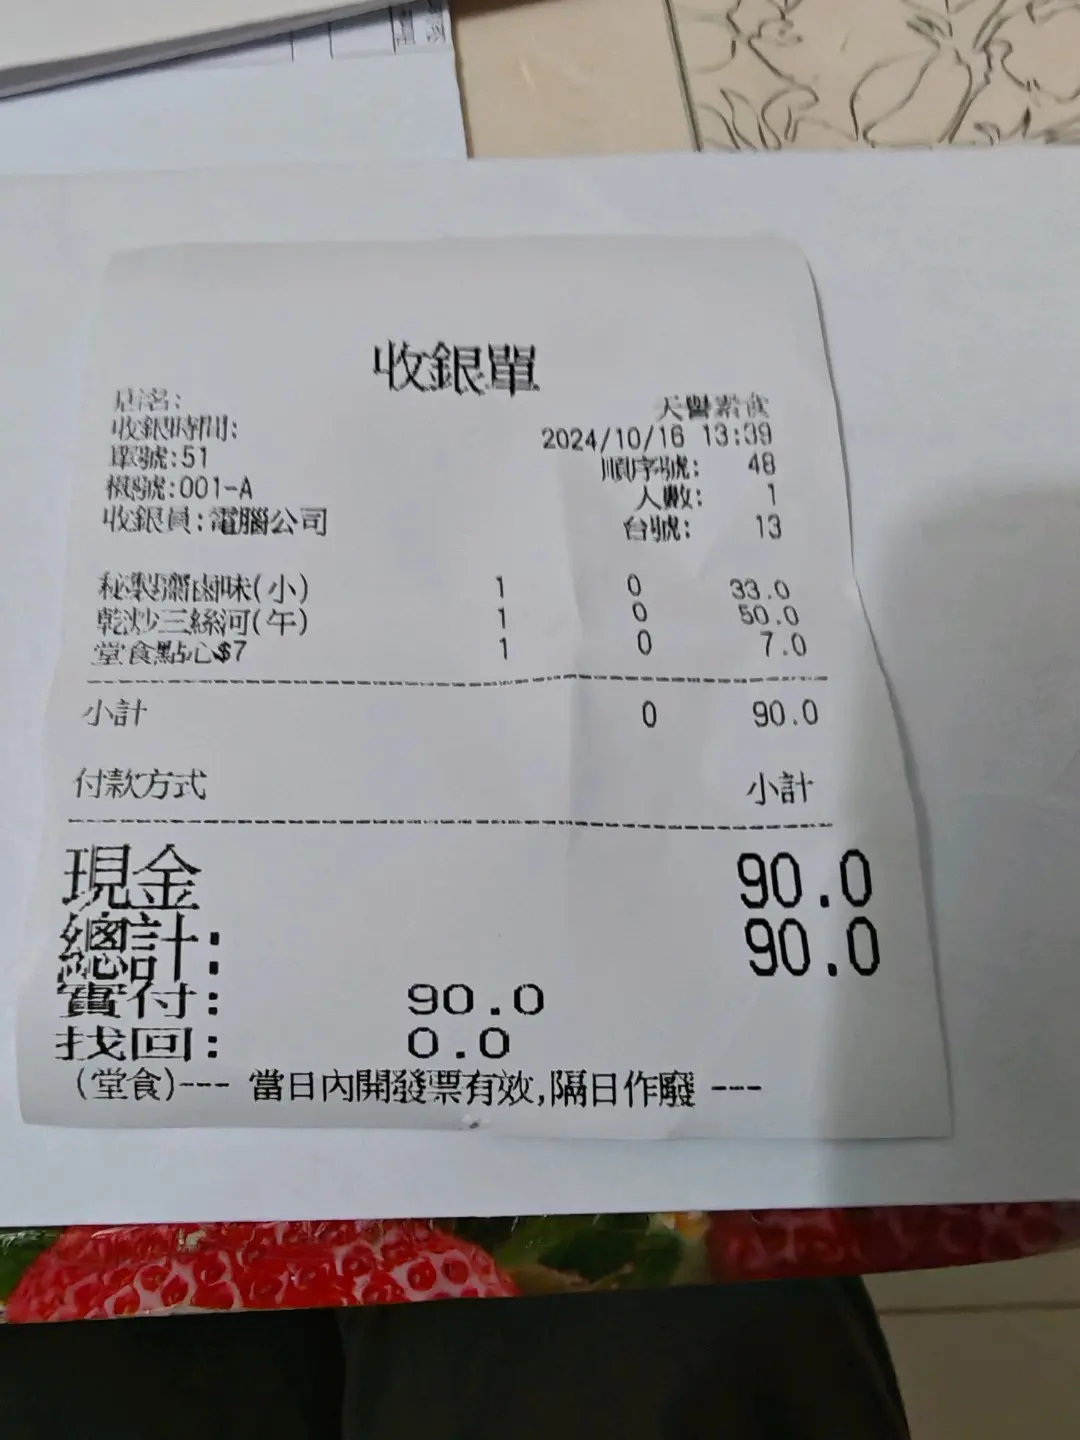 收銀單
店名: 天譽素食
收銀時間: 2024/10/16 13:39
單號:51 順序號: 48
機號:001-A 人數: 1
收銀員:電腦公司 台號: 13
秘製齋鹵味(小) 1 0 33.0
乾炒三絲河(午) 1 0 50.0
堂食點心$7 1 0 7.0
小計 0 90.0
付款方式 小計
現金 90.0
總計: 90.0
實付: 90.0
找回: 0.0
(堂食)--- 當日內開發票有效,隔日作廢 ---